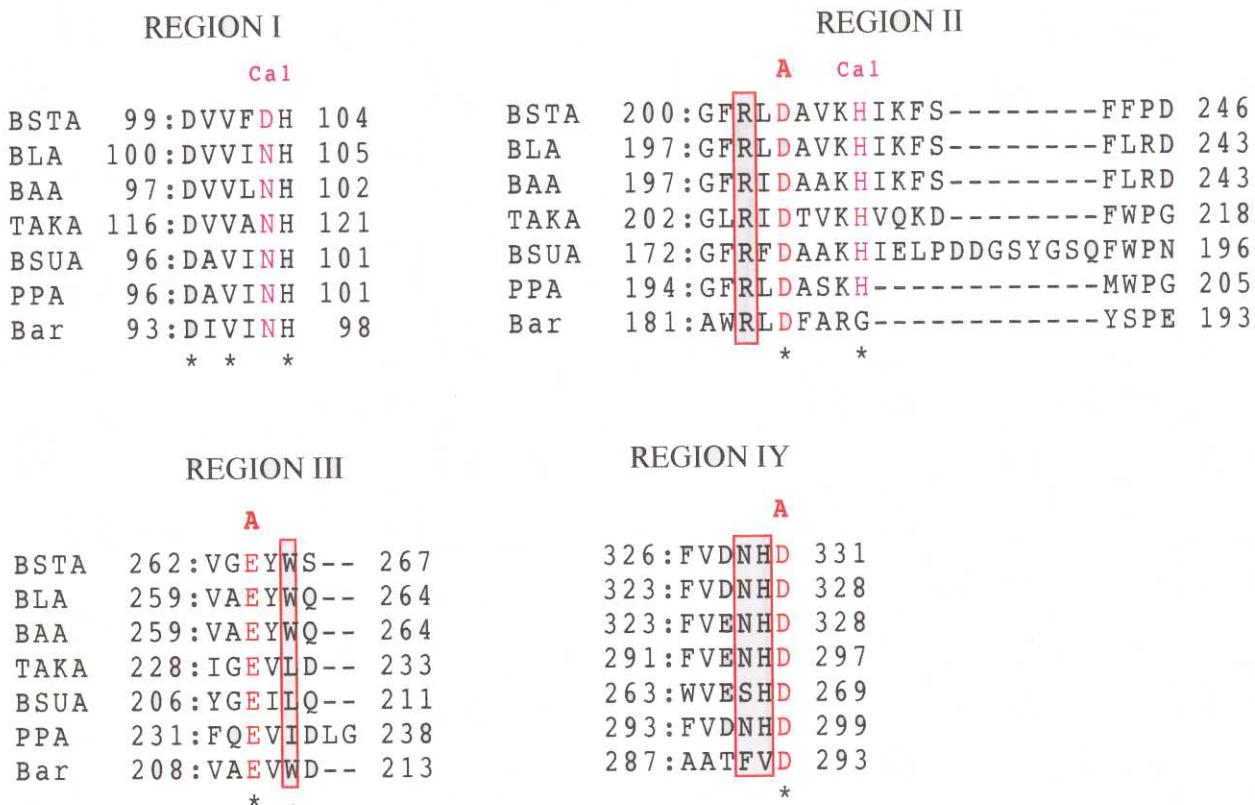 REGION I
Ca1
BSTA 99:DVVFDH 104
BLA 100:DVVINH 105
BAA 97:DVVLNH 102
TAKA 116:DVVANH 121
BSUA 96:DAVINH 101
PPA 96:DAVINH 101
Bar 93:DIVINH 98
* * *
REGION II
A Ca1
BSTA 200:GFRLDAVKHIKFS--------FFPD 246
BLA 197:GFRLDAVKHIKFS--------FLRD 243
BAA 197:GFRIDAAKHIKFS--------FLRD 243
TAKA 202:GLRIDTVKHVQKD--------FWPG 218
BSUA 172:GFRFDAAKHIELPDDGSYGSQFWPN 196
PPA 194:GFRLDASKH------------MWPG 205
Bar 181:AWRLDFARG------------YSPE 193
* *
REGION III
A
BSTA 262:VGEYWS-- 267
BLA 259:VAEYWQ-- 264
BAA 259:VAEYWQ-- 264
TAKA 228:IGEVLD-- 233
BSUA 206:YGEILQ-- 211
PPA 231:FQEVIDLG 238
Bar 208:VAEVWD-- 213
*
REGION IY
A
326:FVDNHD 331
323:FVDNHD 328
323:FVENHD 328
291:FVENHD 297
263:WVESHD 269
293:FVDNHD 299
287:AATFVD 293
*